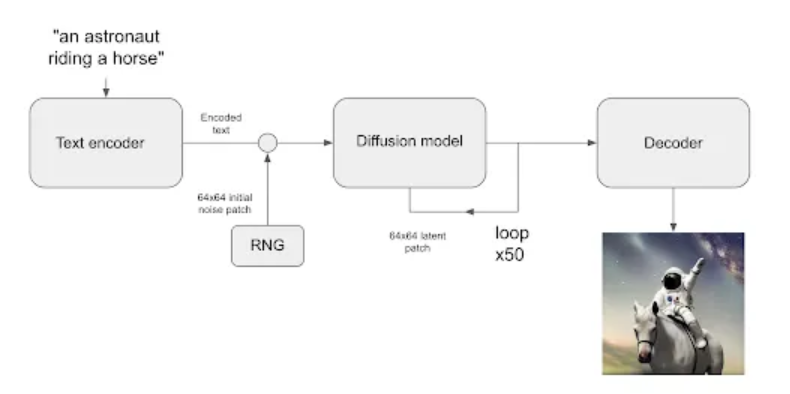 "an astronaut
riding a horse"
Text encoder
Encoded
text
64x64 initial
noise patch
RNG
Diffusion model
64x64 latent
patch
loop
x50
Decoder